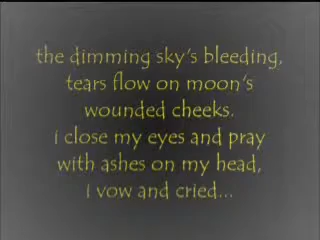 the dimming sky's bleeding,
tears flow on moon's
wounded cheeks.
i close my eyes and pray
with ashes on my head,
i vow and cried...